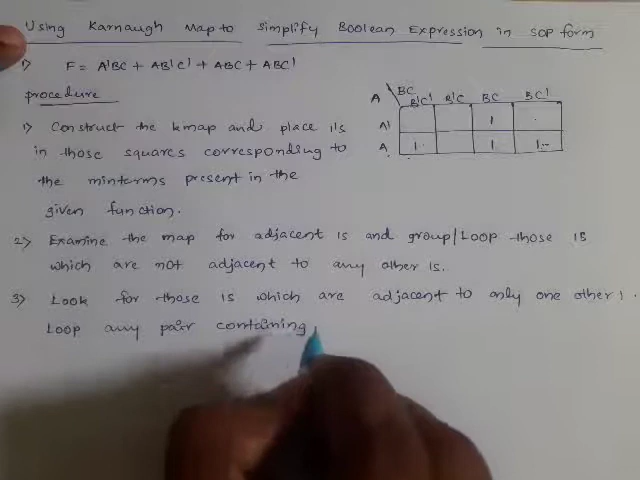 Using Karnaugh Map to Simplify Boolean Expression in SOP form
1) F = A'BC + AB'C' + ABC + ABC'
procedure
1) Construct the kmap and place 1s
in those squares corresponding to
the minterms present in the
given function.
A BC
B'C' B'C BC BC'
A' 1
A 1 1 1
2) Examine the map for adjacent 1s and group/Loop those 1s
which are not adjacent to any other 1s.
3) Look for those 1s which are adjacent to only one other 1.
Loop any pair containing